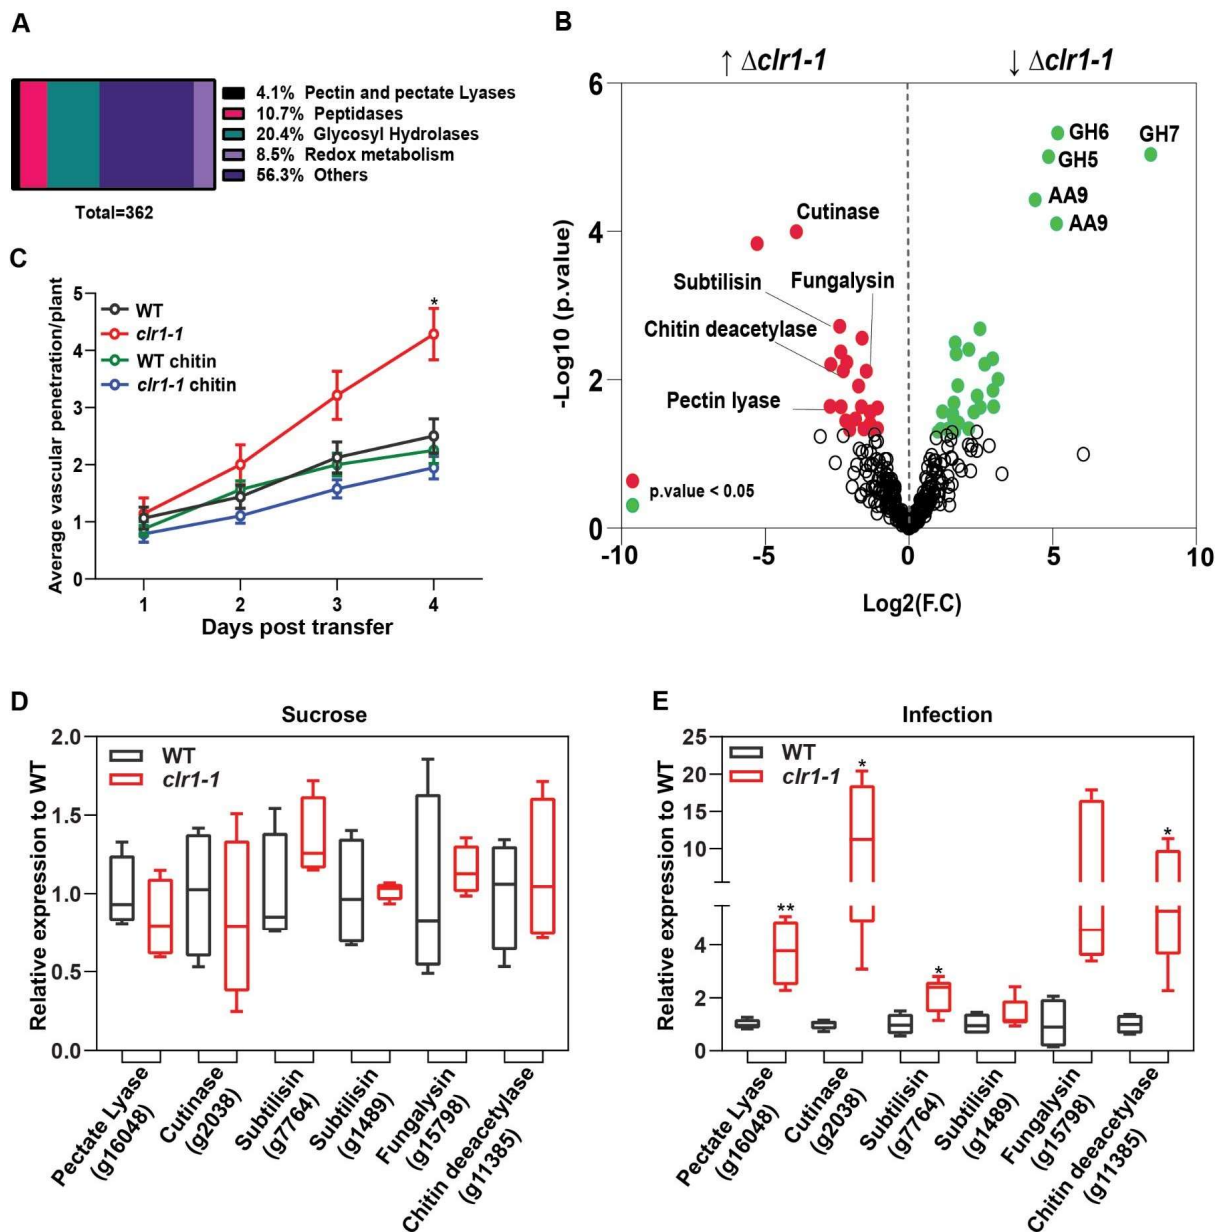 A
4.1% Pectin and pectate Lyases
10.7% Peptidases
20.4% Glycosyl Hydrolases
8.5% Redox metabolism
56.3% Others
Total=362
B
↑ Δclr1-1
↓ Δclr1-1
6
4
2
0
-Log10 (p.value)
GH6
GH7
GH5
AA9
AA9
Cutinase
Subtilisin
Fungalysin
Chitin deacetylase
Pectin lyase
p.value < 0.05
-10
-5
0
5
10
Log2(F.C)
C
Average vascular penetration/plant
5
4
3
2
1
0
WT
clr1-1
WT chitin
clr1-1 chitin
*
1
2
3
4
Days post transfer
D
Sucrose
Relative expression to WT
2.0
1.5
1.0
0.5
0.0
WT
clr1-1
Pectate Lyase
(g16048)
Cutinase
(g2038)
Subtilisin
(g7764)
Subtilisin
(g1489)
Fungalysin
(g15798)
Chitin deeacetylase
(g11385)
E
Infection
Relative expression to WT
25
20
15
10
4
2
0
WT
clr1-1
**
*
*
*
Pectate Lyase
(g16048)
Cutinase
(g2038)
Subtilisin
(g7764)
Subtilisin
(g1489)
Fungalysin
(g15798)
Chitin deeacetylase
(g11385)